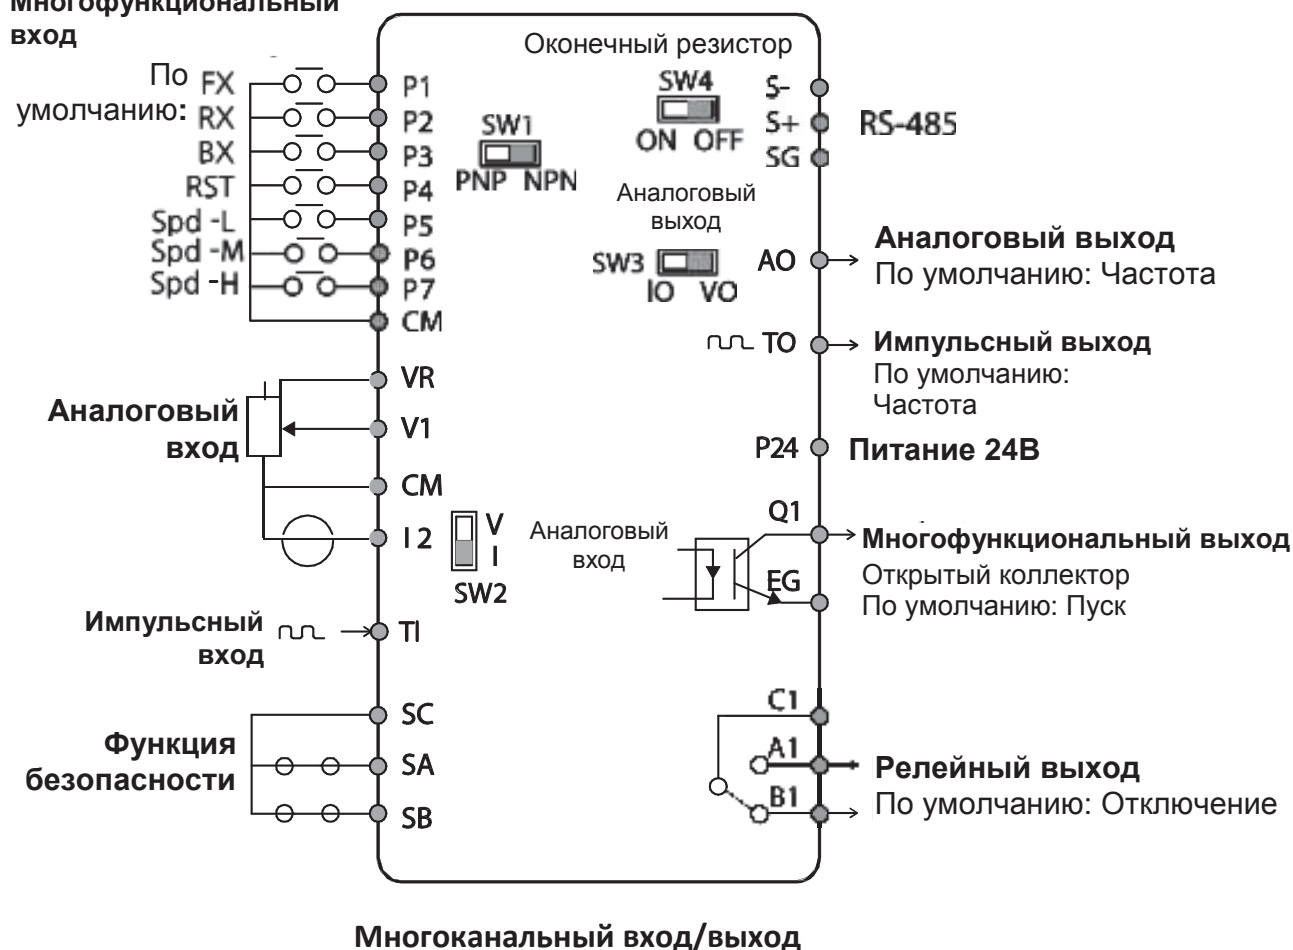 Многофункциональный
вход
По умолчанию:
FX
RX
BX
RST
Spd -L
Spd -M
Spd -H
P1
P2
P3
P4
P5
P6
P7
CM
SW1
PNP NPN
Оконечный резистор
SW4
ON OFF
S-
S+
SG
RS-485
Аналоговый
выход
SW3
IO VO
AO
Аналоговый выход
По умолчанию: Частота
TO
Импульсный выход
По умолчанию:
Частота
P24
Питание 24В
Аналоговый
вход
VR
V1
CM
I 2
V
I
SW2
Аналоговый
вход
Q1
EG
Многофункциональный выход
Открытый коллектор
По умолчанию: Пуск
Импульсный
вход
TI
Функция
безопасности
SC
SA
SB
C1
A1
B1
Релейный выход
По умолчанию: Отключение
Многоканальный вход/выход